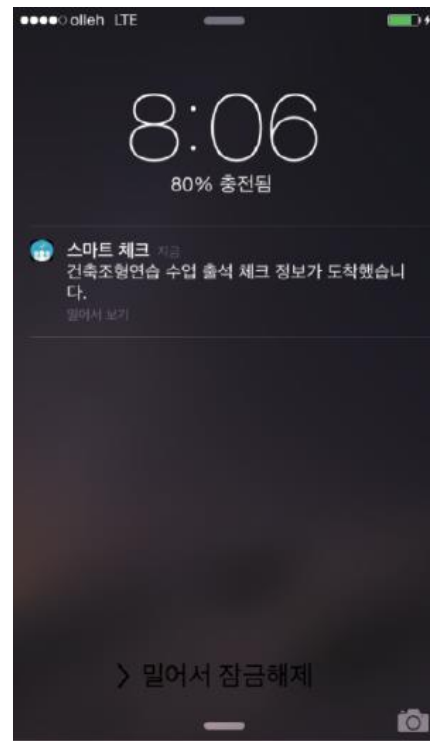 olleh LTE
8:06
80% 충전됨
스마트 체크 지금
건축조형연습 수업 출석 체크 정보가 도착했습니
다.
밀어서 보기
> 밀어서 잠금해제